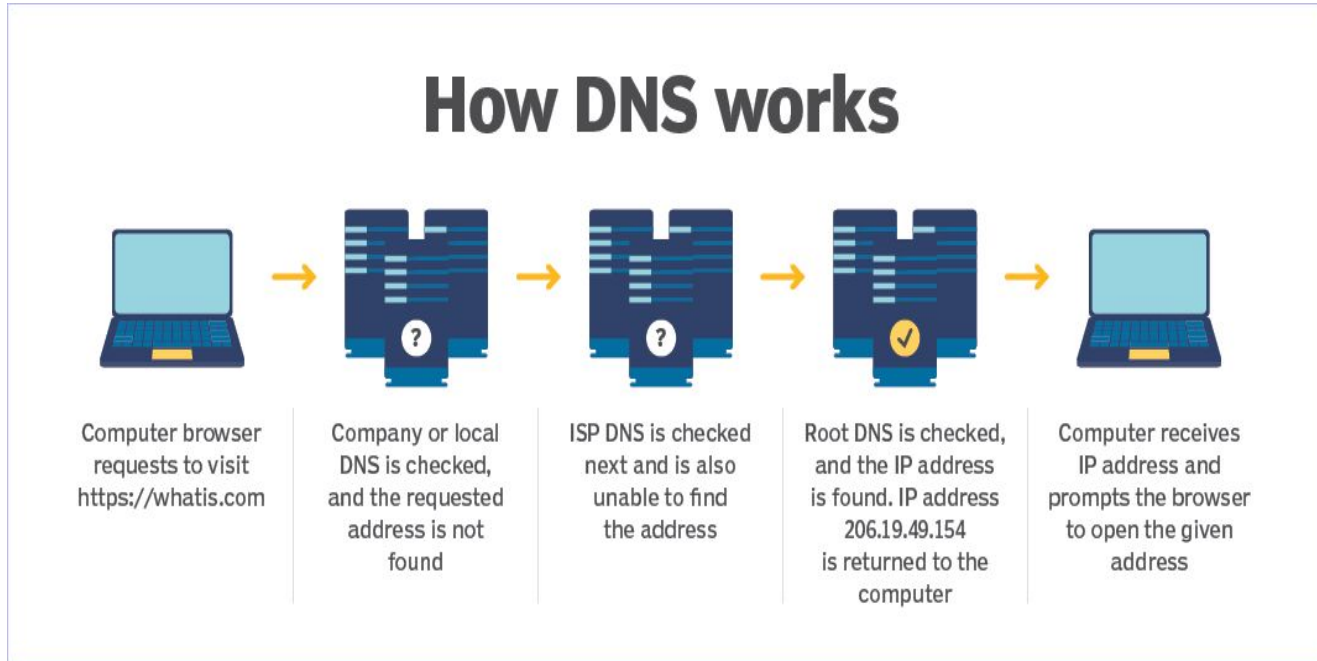 How DNS works
?
?
✓
Computer browser
requests to visit
https://whatis.com
Company or local
DNS is checked,
and the requested
address is not
found
ISP DNS is checked
next and is also
unable to find
the address
Root DNS is checked,
and the IP address
is found. IP address
206.19.49.154
is returned to the
computer
Computer receives
IP address and
prompts the browser
to open the given
address